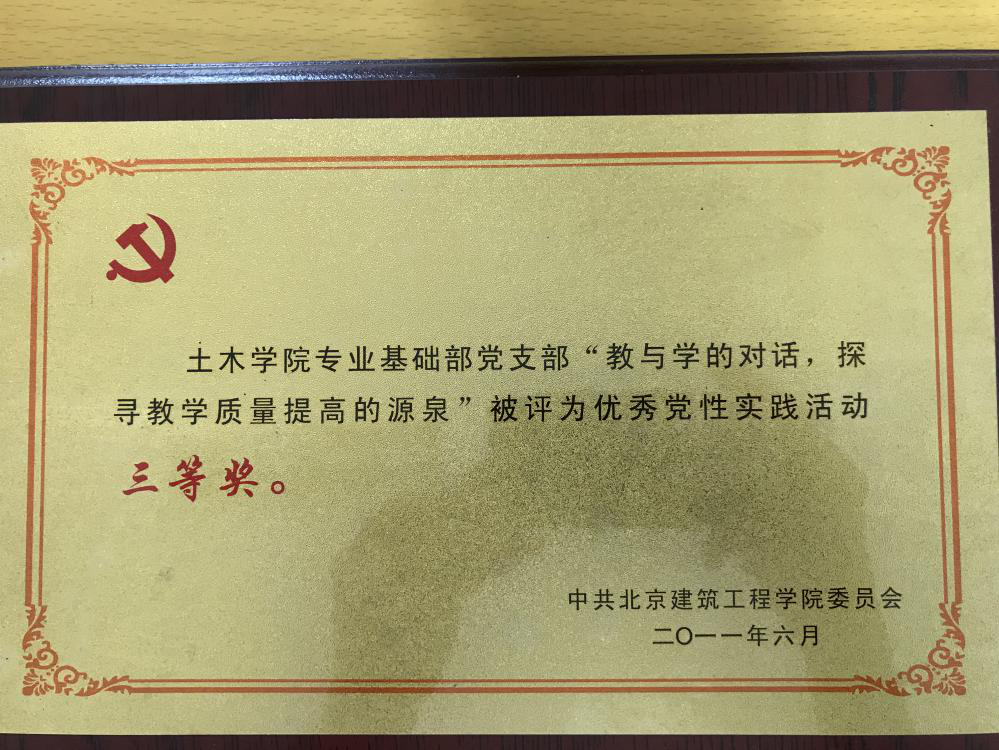 土木学院专业基础部党支部“教与学的对话，探
寻教学质量提高的源泉”被评为优秀党性实践活动
三等奖。
中共北京建筑工程学院委员会
二〇一一年六月